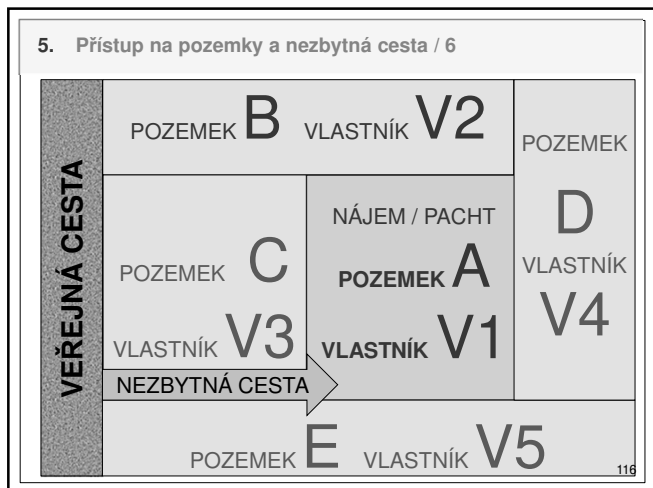 5. Přístup na pozemky a nezbytná cesta / 6
VEŘEJNÁ CESTA
POZEMEK B VLASTNÍK V2
POZEMEK
D
VLASTNÍK
V4
POZEMEK C
VLASTNÍK V3
NÁJEM / PACHT
POZEMEK A
VLASTNÍK V1
NEZBYTNÁ CESTA
POZEMEK E VLASTNÍK V5
116